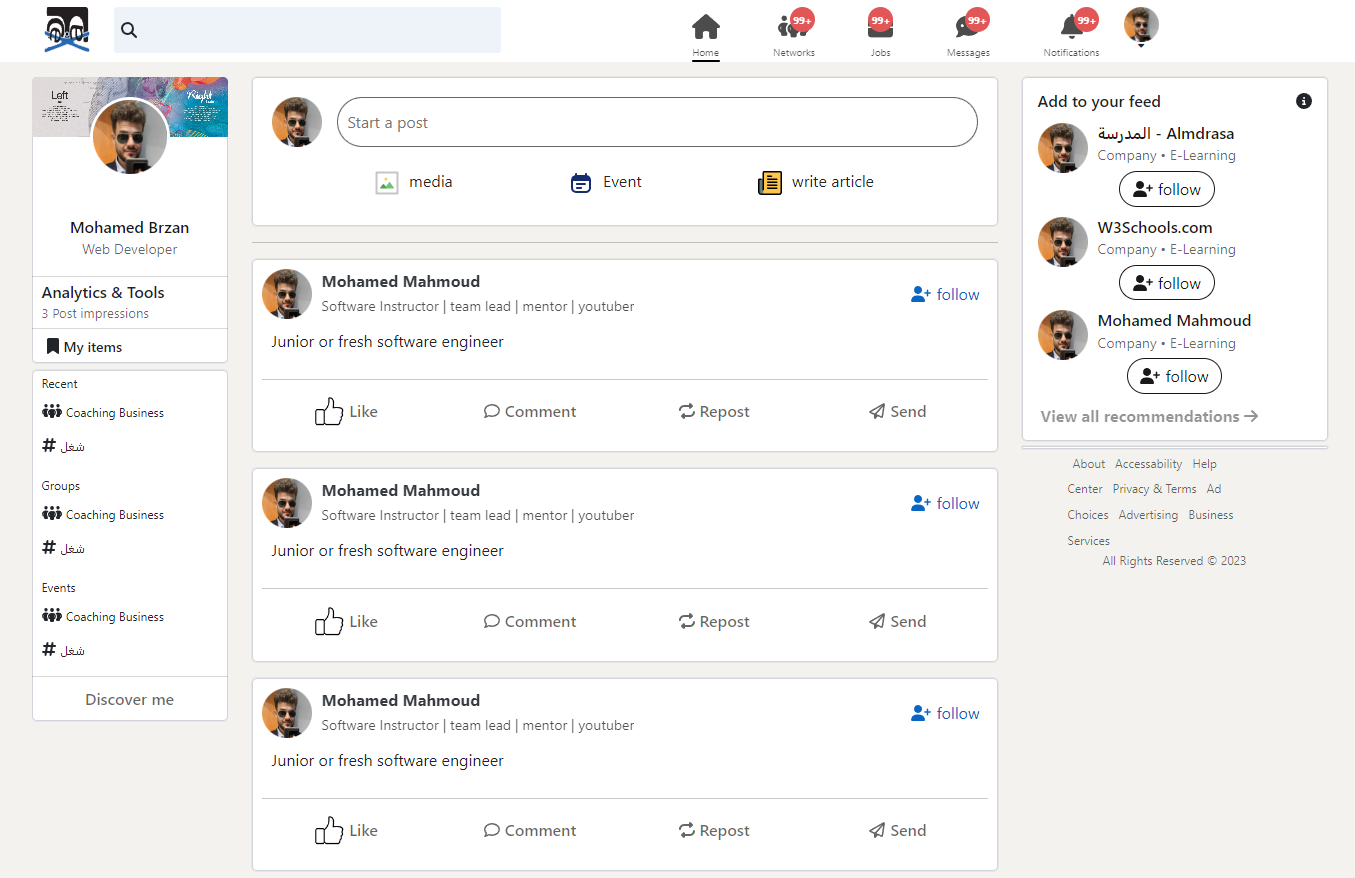 99+
99+
99+
99+
Home
Networks
Jobs
Messages
Notifications
Left
Right
Mohamed Brzan
Web Developer
Analytics & Tools
3 Post impressions
My items
Recent
Coaching Business
# شغل
Groups
Coaching Business
# شغل
Events
Coaching Business
# شغل
Discover me
Start a post
media
Event
write article
Mohamed Mahmoud
Software Instructor | team lead | mentor | youtuber
follow
Junior or fresh software engineer
Like
Comment
Repost
Send
Mohamed Mahmoud
Software Instructor | team lead | mentor | youtuber
follow
Junior or fresh software engineer
Like
Comment
Repost
Send
Mohamed Mahmoud
Software Instructor | team lead | mentor | youtuber
follow
Junior or fresh software engineer
Like
Comment
Repost
Send
Add to your feed
المدرسة - Almdrasa
Company • E-Learning
follow
W3Schools.com
Company • E-Learning
follow
Mohamed Mahmoud
Company • E-Learning
follow
View all recommendations →
About Accessability Help
Center Privacy & Terms Ad
Choices Advertising Business
Services
All Rights Reserved © 2023